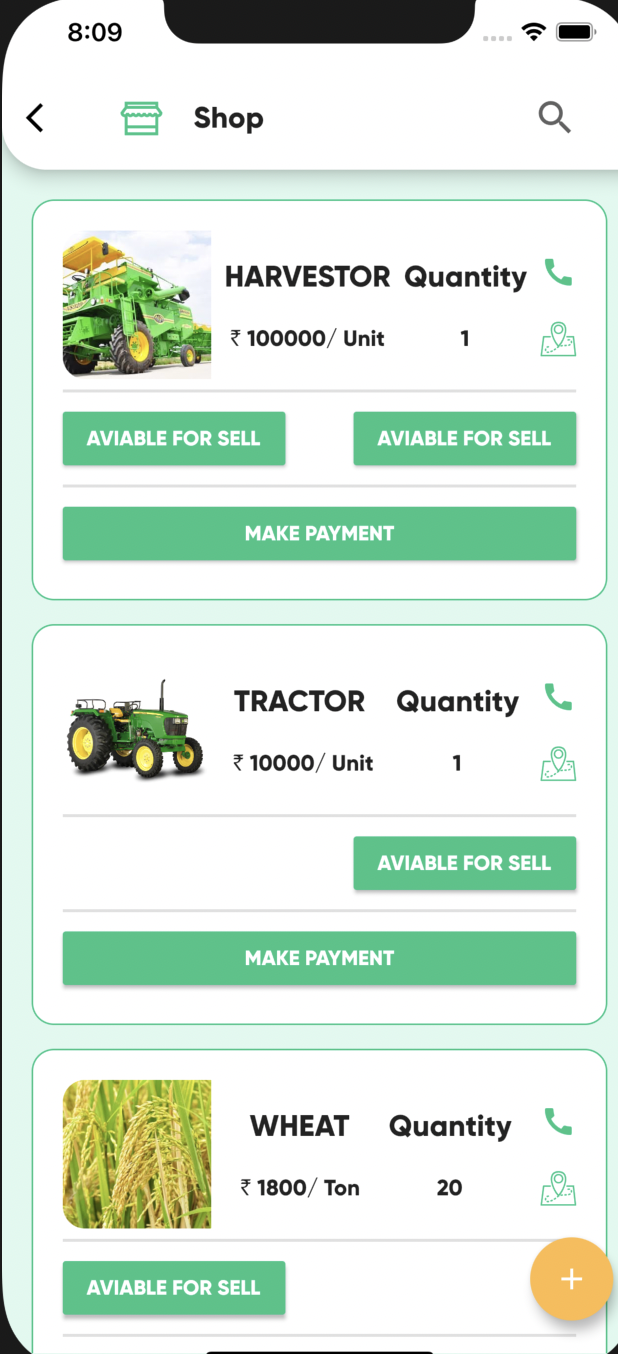 8:09
Shop
HARVESTOR Quantity
₹ 100000/ Unit 1
AVIABLE FOR SELL AVIABLE FOR SELL
MAKE PAYMENT
TRACTOR Quantity
₹ 10000/ Unit 1
AVIABLE FOR SELL
MAKE PAYMENT
WHEAT Quantity
₹ 1800/ Ton 20
AVIABLE FOR SELL
+